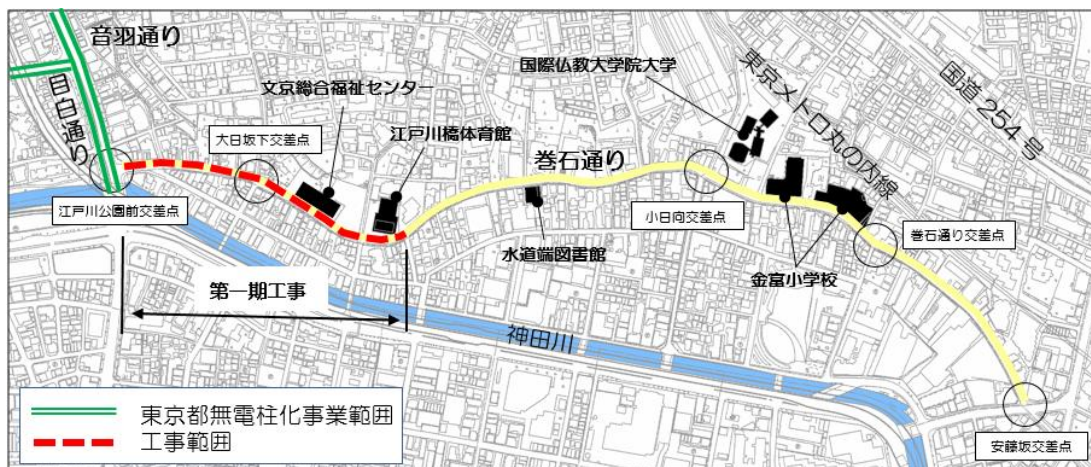 音羽通り
目白通り
文京総合福祉センター
大日坂下交差点
江戸川橋体育館
国際仏教大学院大学
東京メトロ丸の内線
国道254号
巻石通り
江戸川公園前交差点
水道端図書館
小日向交差点
巻石通り交差点
金富小学校
第一期工事
神田川
東京都無電柱化事業範囲
工事範囲
安藤坂交差点